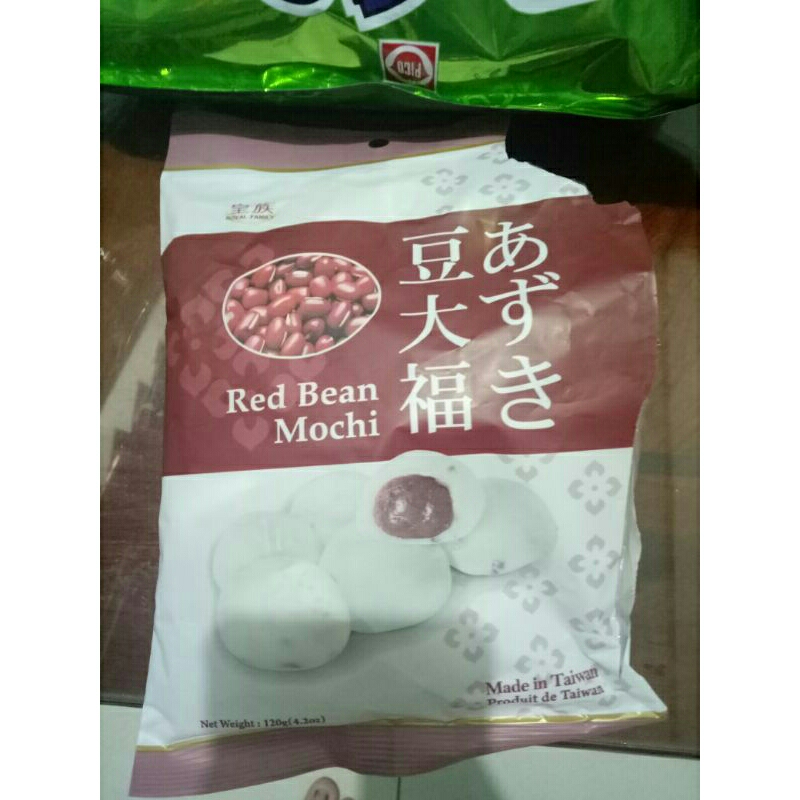 PICO
皇族
ROYAL FAMILY
あずき
豆大福
Red Bean
Mochi
Made in Taiwan
Produit de Taiwan
Net Weight : 120g(4.2oz)